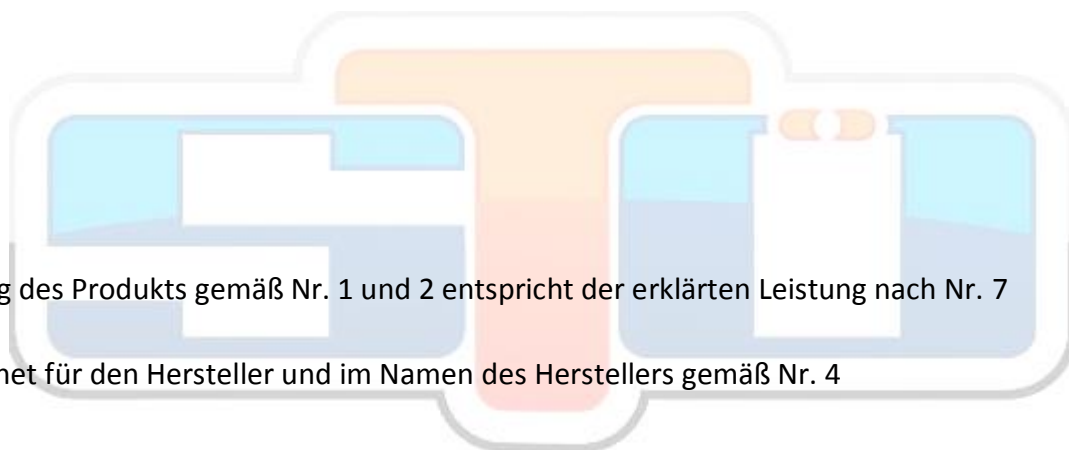 STÜ
g des Produkts gemäß Nr. 1 und 2 entspricht der erklärten Leistung nach Nr. 7
net für den Hersteller und im Namen des Herstellers gemäß Nr. 4